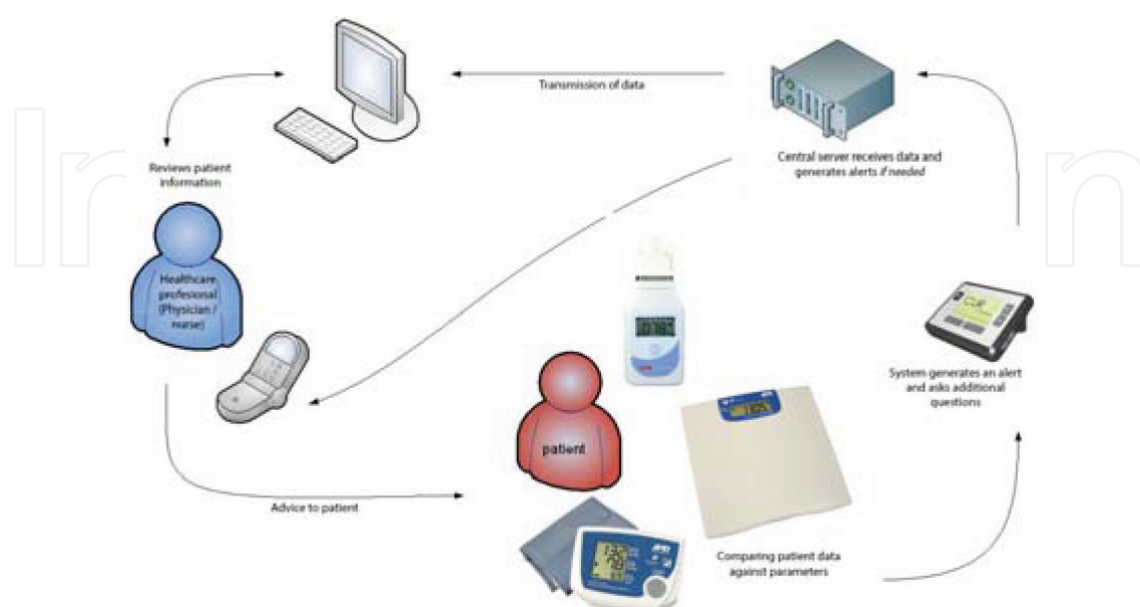 Transmission of data
Central server receives data and
generates alerts if needed
Reviews patient
information
Healthcare
profesional
(Physician /
nurse)
System generates an alert
and asks additional
questions
patient
Advice to patient
Comparing patient data
against parameters